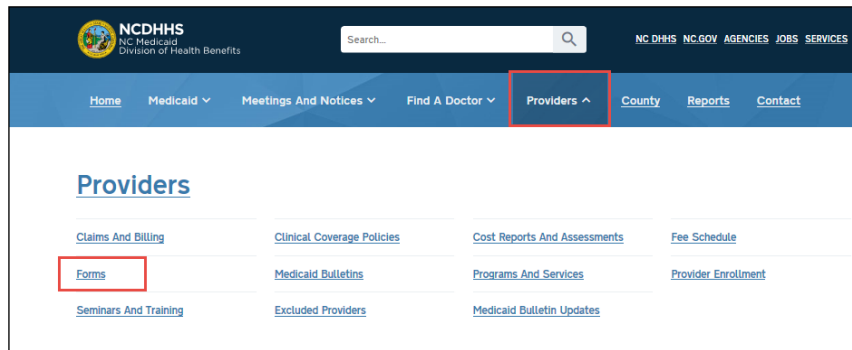 NCDHHS
NC Medicaid
Division of Health Benefits
Search...
NC DHHS NC.GOV AGENCIES JOBS SERVICES
Home Medicaid Meetings And Notices Find A Doctor Providers County Reports Contact
Providers
Claims And Billing Clinical Coverage Policies Cost Reports And Assessments Fee Schedule
Forms Medicaid Bulletins Programs And Services Provider Enrollment
Seminars And Training Excluded Providers Medicaid Bulletin Updates